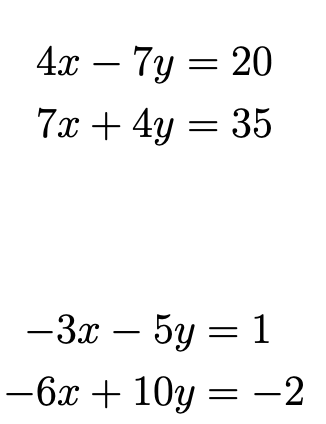 4x − 7y = 20
7x + 4y = 35
−3x − 5y = 1
−6x + 10y = −2